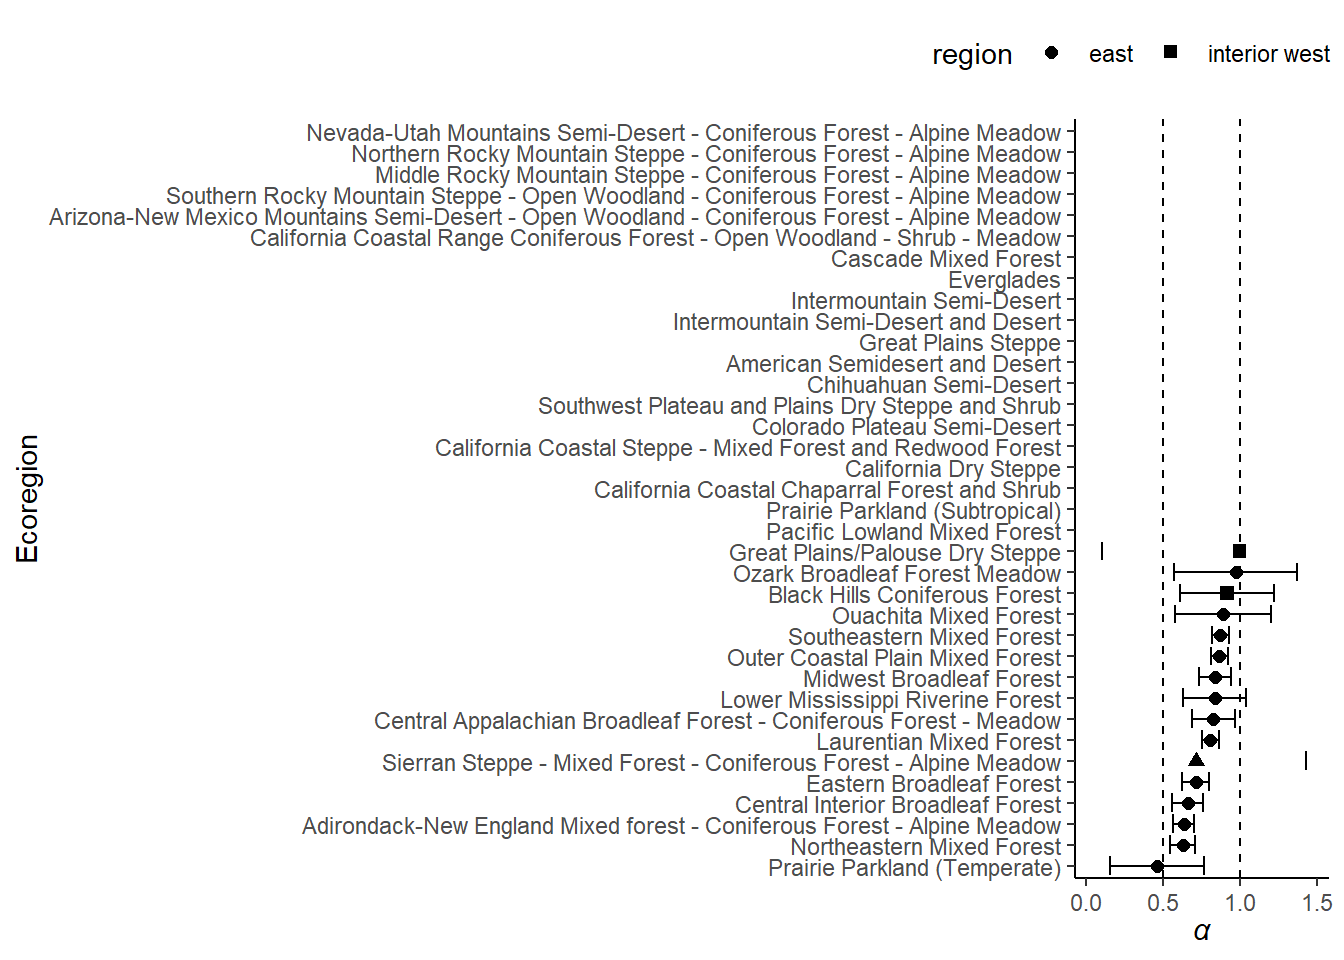 region east interior west
Nevada-Utah Mountains Semi-Desert - Coniferous Forest - Alpine Meadow
Northern Rocky Mountain Steppe - Coniferous Forest - Alpine Meadow
Middle Rocky Mountain Steppe - Coniferous Forest - Alpine Meadow
Southern Rocky Mountain Steppe - Open Woodland - Coniferous Forest - Alpine Meadow
Arizona-New Mexico Mountains Semi-Desert - Open Woodland - Coniferous Forest - Alpine Meadow
California Coastal Range Coniferous Forest - Open Woodland - Shrub - Meadow
Cascade Mixed Forest
Everglades
Intermountain Semi-Desert
Intermountain Semi-Desert and Desert
Great Plains Steppe
American Semidesert and Desert
Chihuahuan Semi-Desert
Southwest Plateau and Plains Dry Steppe and Shrub
Colorado Plateau Semi-Desert
California Coastal Steppe - Mixed Forest and Redwood Forest
California Dry Steppe
California Coastal Chaparral Forest and Shrub
Prairie Parkland (Subtropical)
Pacific Lowland Mixed Forest
Great Plains/Palouse Dry Steppe
Ozark Broadleaf Forest Meadow
Black Hills Coniferous Forest
Ouachita Mixed Forest
Southeastern Mixed Forest
Outer Coastal Plain Mixed Forest
Midwest Broadleaf Forest
Lower Mississippi Riverine Forest
Central Appalachian Broadleaf Forest - Coniferous Forest - Meadow
Laurentian Mixed Forest
Sierran Steppe - Mixed Forest - Coniferous Forest - Alpine Meadow
Eastern Broadleaf Forest
Central Interior Broadleaf Forest
Adirondack-New England Mixed forest - Coniferous Forest - Alpine Meadow
Northeastern Mixed Forest
Prairie Parkland (Temperate)
Ecoregion
0.0 0.5 1.0 1.5
α